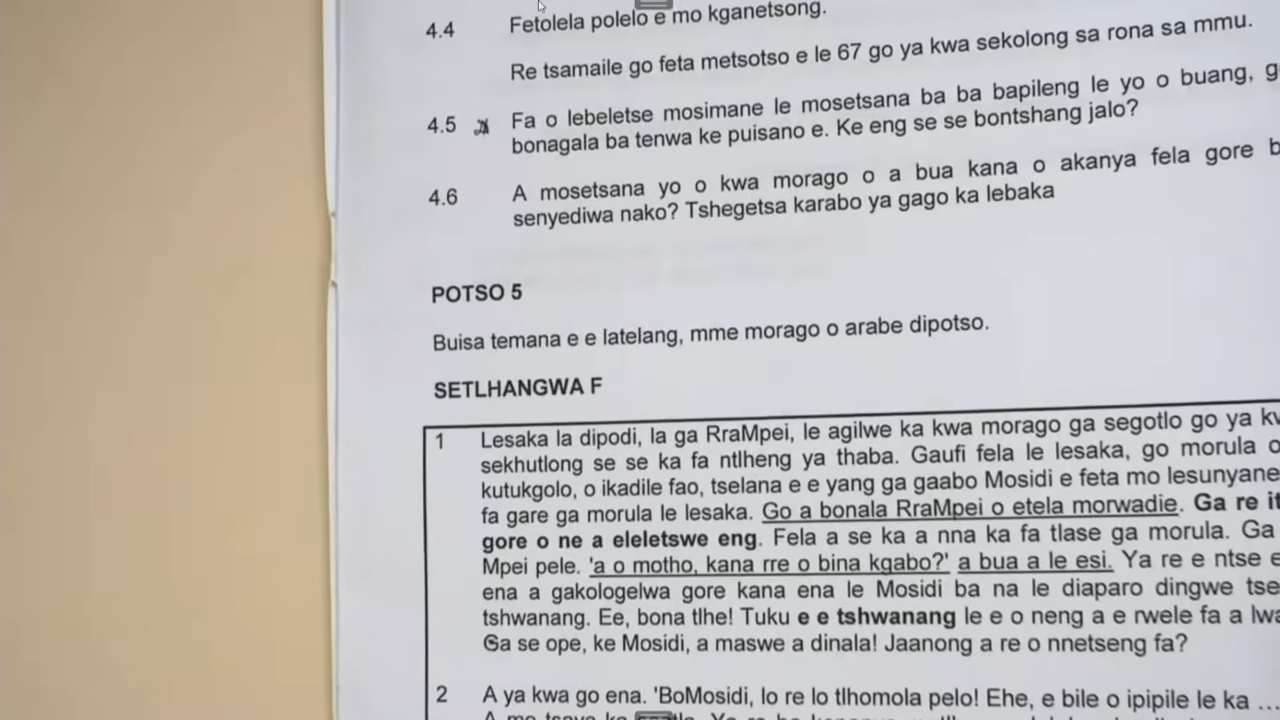 4.4 Fetolela polelo e mo kganetsong.
Re tsamaile go feta metsotso e le 67 go ya kwa sekolong sa rona sa mmu.
4.5 Fa o lebeletse mosimane le mosetsana ba ba bapileng le yo o buang, g
bonagala ba tenwa ke puisano e. Ke eng se se bontshang jalo?
4.6 A mosetsana yo o kwa morago o a bua kana o akanya fela gore b
senyediwa nako? Tshegetsa karabo ya gago ka lebaka
POTSO 5
Buisa temana e e latelang, mme morago o arabe dipotso.
SETLHANGWA F
1 Lesaka la dipodi, la ga RraMpei, le agilwe ka kwa morago ga segotlo go ya kw
sekhutlong se se ka fa ntlheng ya thaba. Gaufi fela le lesaka, go morula o
kutukgolo, o ikadile fao, tselana e e yang ga gaabo Mosidi e feta mo lesunyane
fa gare ga morula le lesaka. Go a bonala RraMpei o etela morwadie. Ga re it
gore o ne a eleletswe eng. Fela a se ka a nna ka fa tlase ga morula. Ga
Mpei pele. 'a o motho, kana rre o bina kgabo?' a bua a le esi. Ya re e ntse e
ena a gakologelwa gore kana ena le Mosidi ba na le diaparo dingwe tse
tshwanang. Ee, bona tlhe! Tuku e e tshwanang le e o neng a e rwele fa a lwa
Ga se ope, ke Mosidi, a maswe a dinala! Jaanong a re o nnetseng fa?
2 A ya kwa go ena. 'BoMosidi, lo re lo tlhomola pelo! Ehe, e bile o ipipile le ka ...